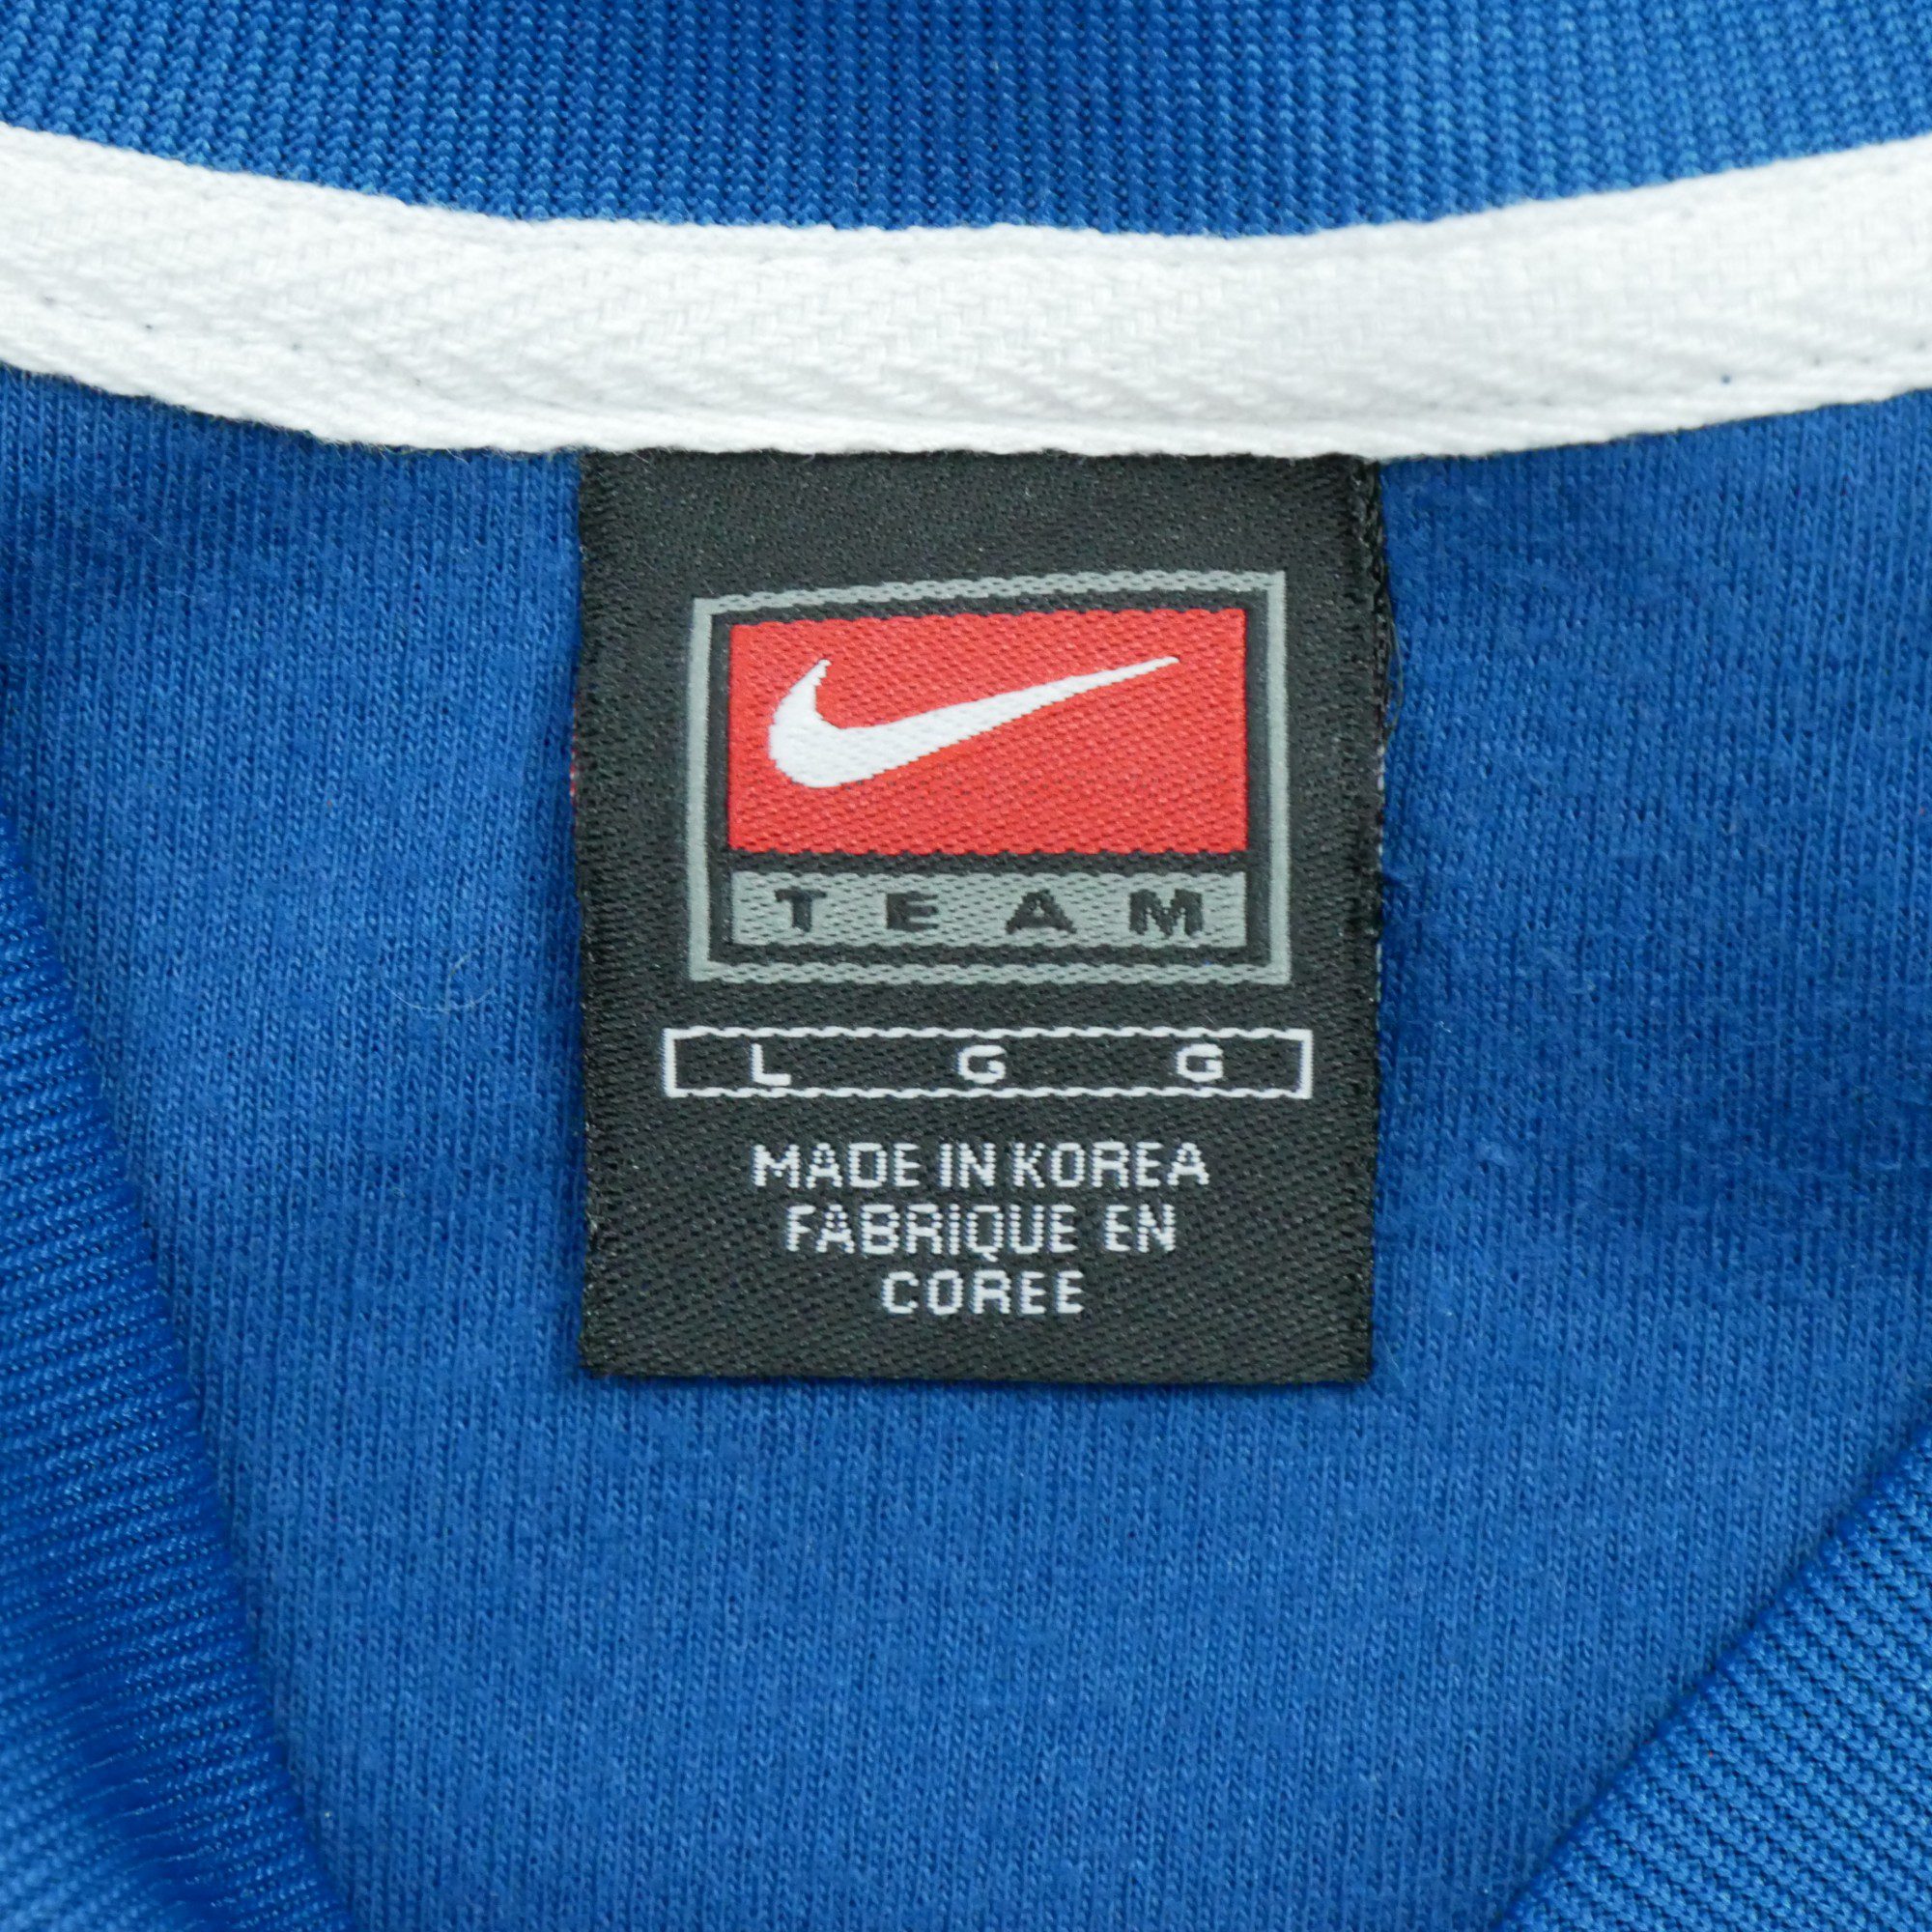 TEAM
L G G
MADE IN KOREA
FABRIQUE EN
COREE